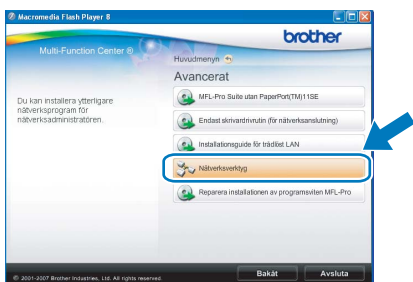 Macromedia Flash Player 8
brother
Multi-Function Center ®
Huvudmenyn
Avancerat
Du kan installera ytterligare
nätverksprogram för
nätverksadministratören.
MFL-Pro Suite utan PaperPort(TM)11SE
Endast skrivardrivrutin (för nätverksanslutning)
Installationsguide för trådlöst LAN
Nätverksverktyg
Reparera installationen av programsviten MFL-Pro
© 2001-2007 Brother Industries, Ltd. All rights reserved.
Bakåt
Avsluta